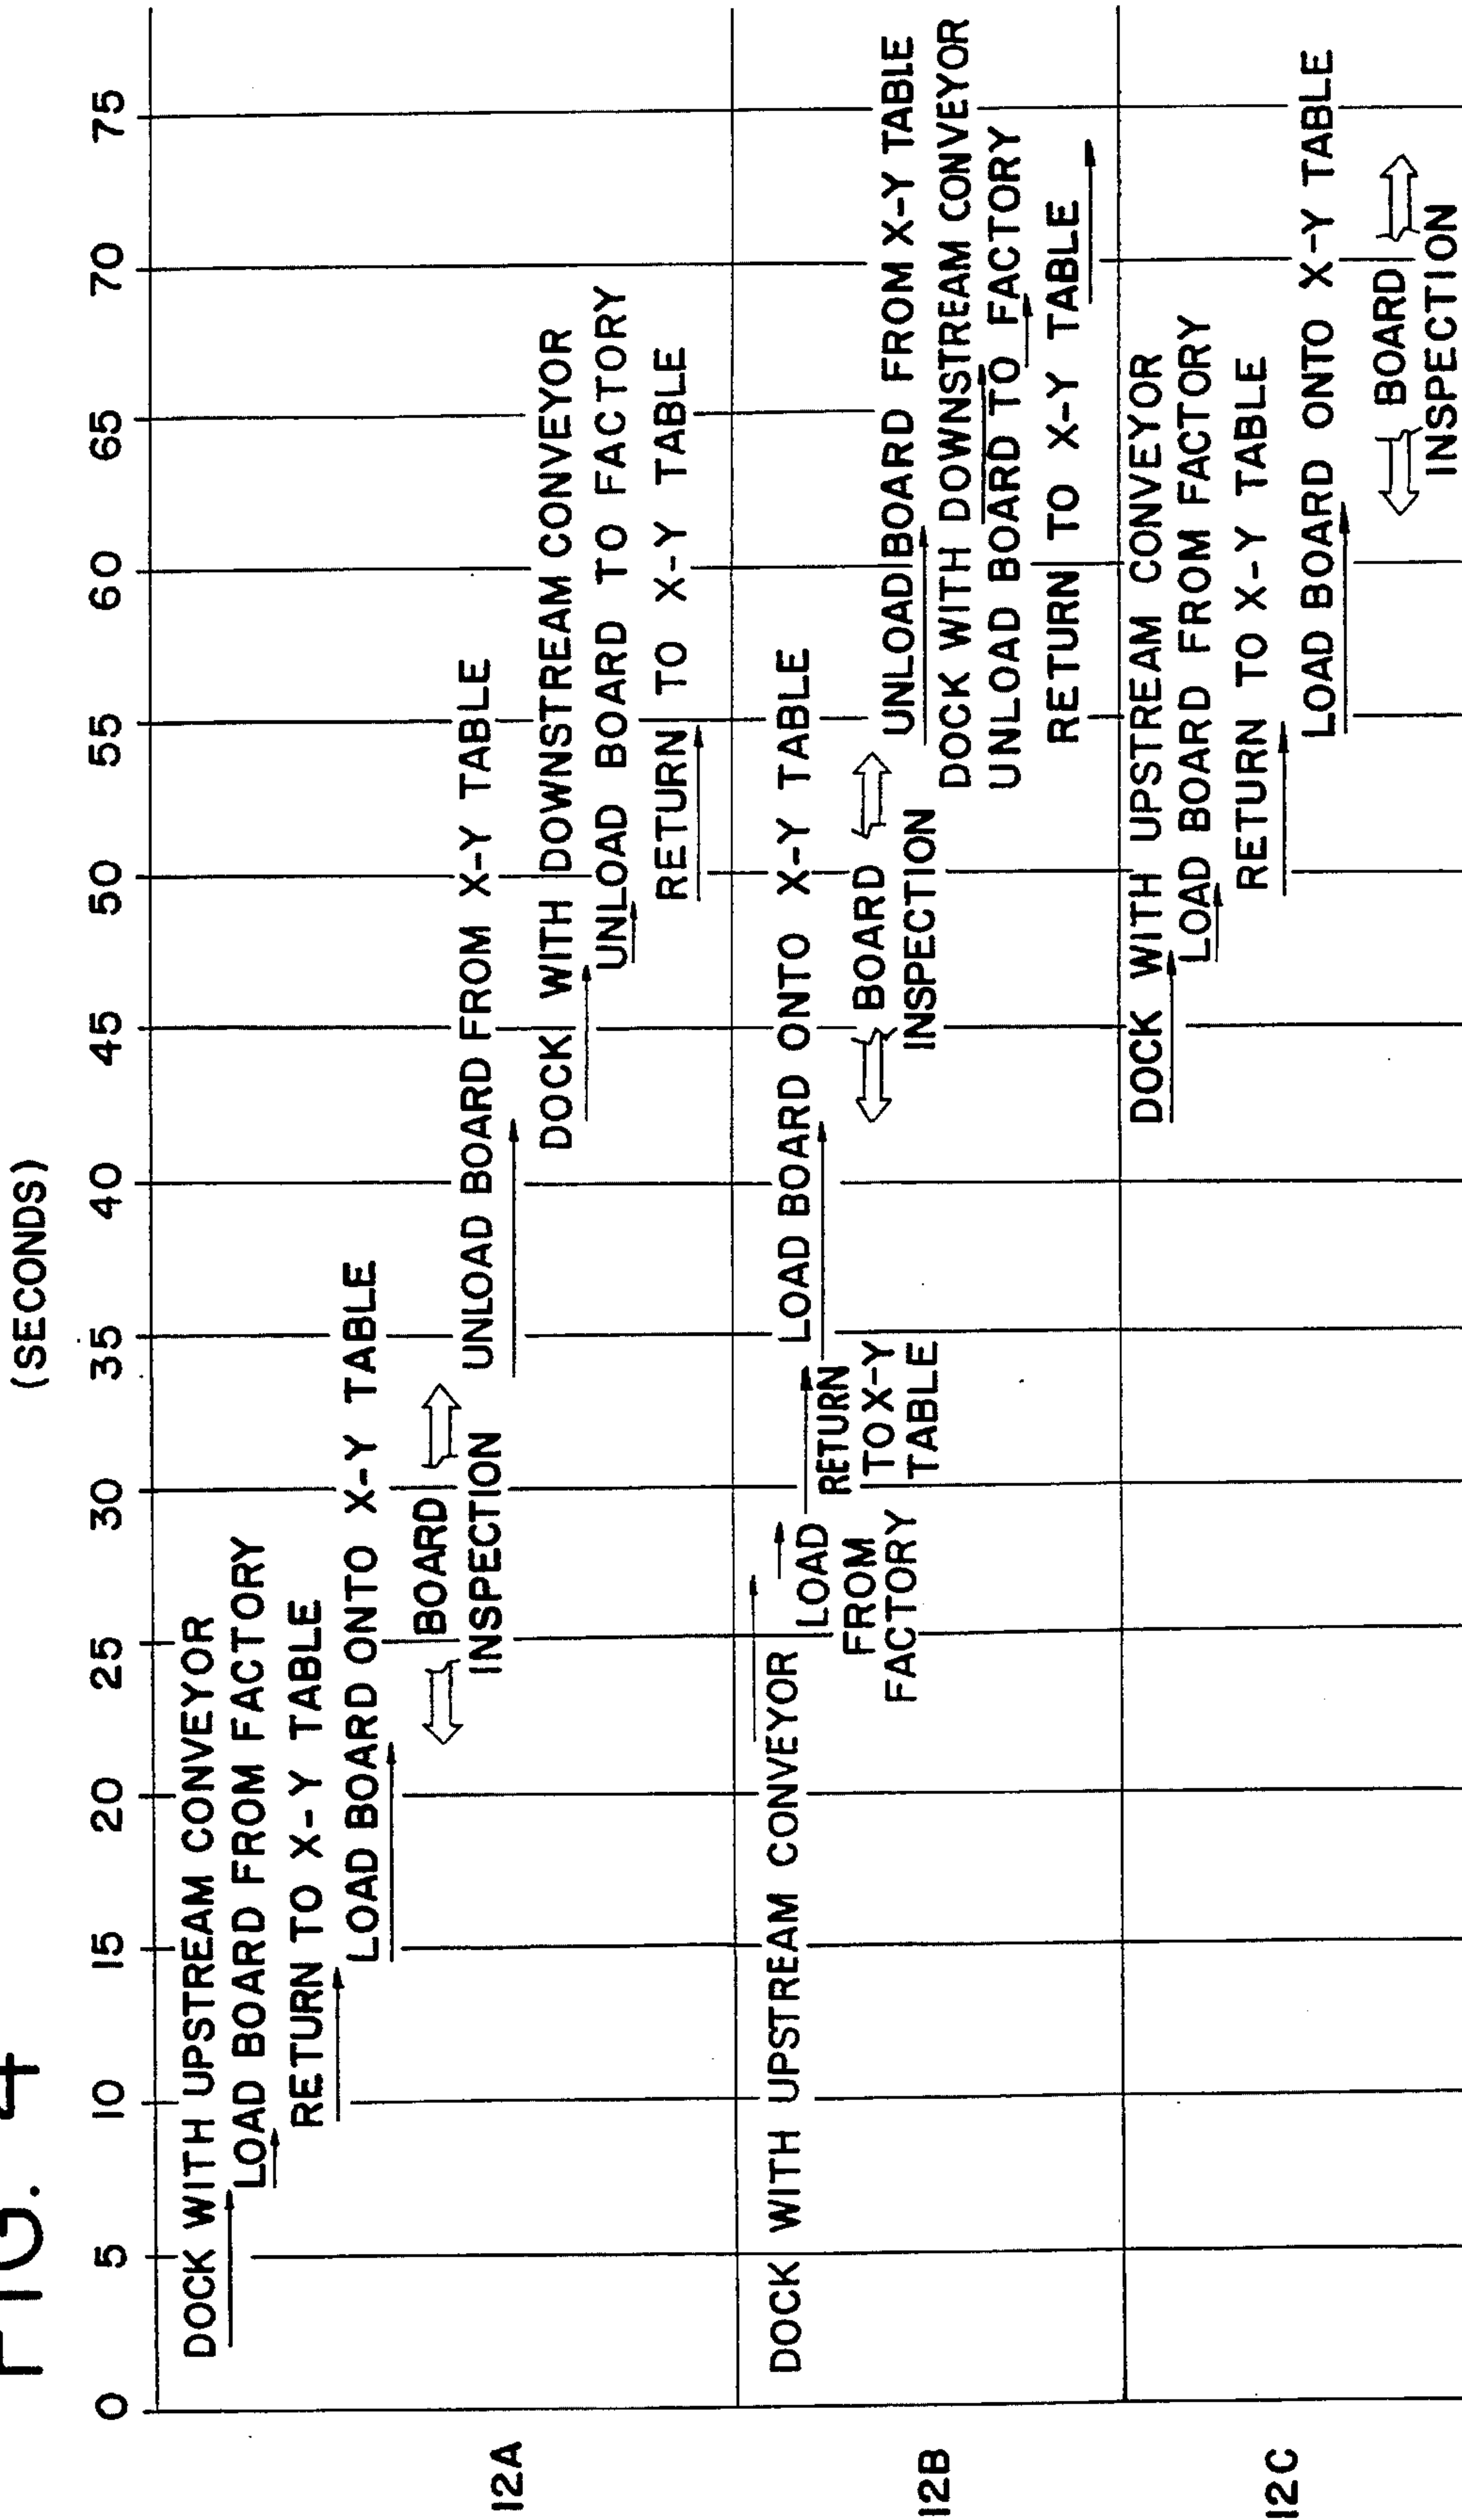 FIG. 4
(SECONDS)
0 5 10 15 20 25 30 35 40 45 50 55 60 65 70 75
12A
DOCK WITH UPSTREAM CONVEYOR
LOAD BOARD FROM FACTORY
RETURN TO X-Y TABLE
LOAD BOARD ONTO X-Y TABLE
BOARD
INSPECTION
UNLOAD BOARD FROM X-Y TABLE
DOCK WITH DOWNSTREAM CONVEYOR
UNLOAD BOARD TO FACTORY
RETURN TO X-Y TABLE
12B
DOCK WITH UPSTREAM CONVEYOR
LOAD
FROM
FACTORY
RETURN
TO X-Y
TABLE
LOAD BOARD ONTO X-Y TABLE
BOARD
INSPECTION
UNLOAD BOARD FROM X-Y TABLE
DOCK WITH DOWNSTREAM CONVEYOR
UNLOAD BOARD TO FACTORY
RETURN TO X-Y TABLE
12C
DOCK WITH UPSTREAM CONVEYOR
LOAD BOARD FROM FACTORY
RETURN TO X-Y TABLE
LOAD BOARD ONTO X-Y TABLE
BOARD
INSPECTION